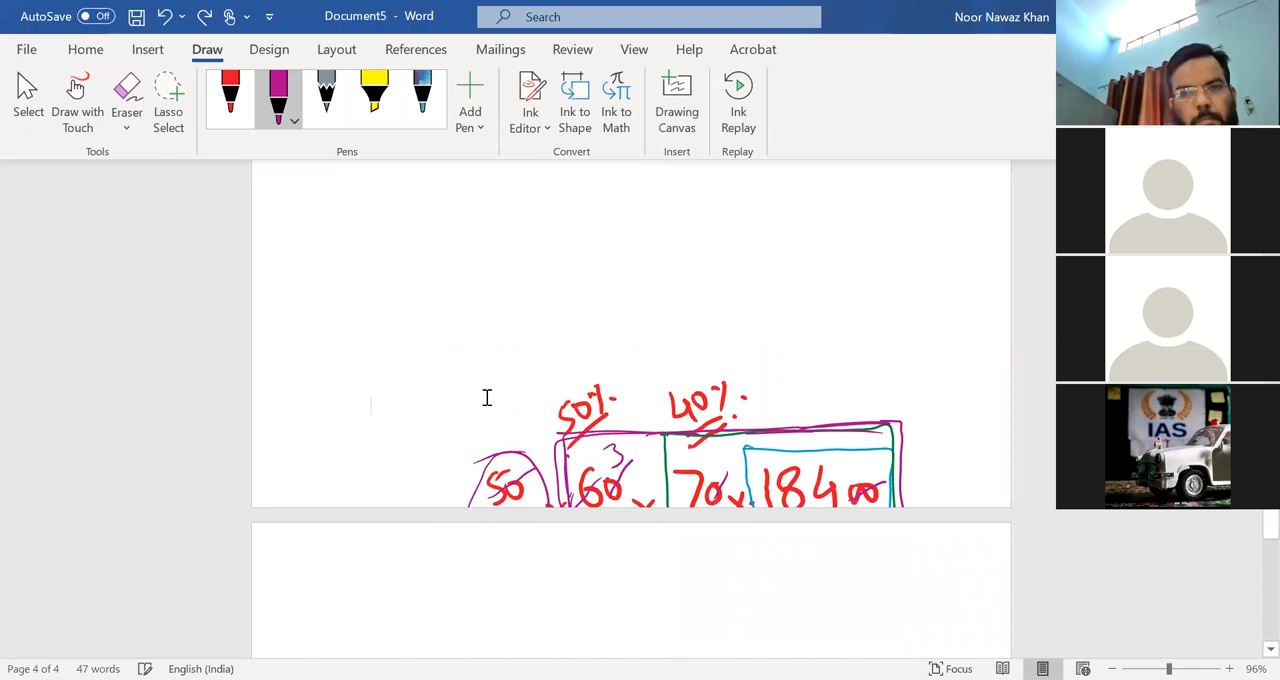 AutoSave Off Document5 - Word Search Noor Nawaz Khan
File Home Insert Draw Design Layout References Mailings Review View Help Acrobat
Select Draw with Touch Eraser Lasso Select Add Pen Ink Editor Ink to Shape Ink to Math Drawing Canvas Ink Replay
Tools Pens Convert Insert Replay
50% 40%
3
50 60 x 70 x 18400
IAS
Page 4 of 4 47 words English (India) Focus 96%